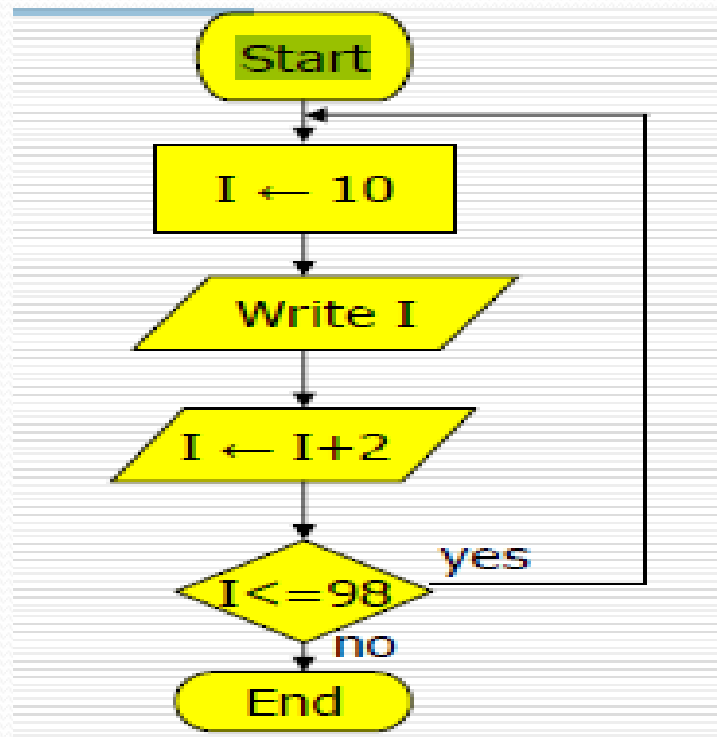 Start
I ← 10
Write I
I ← I+2
I<=98
yes
no
End